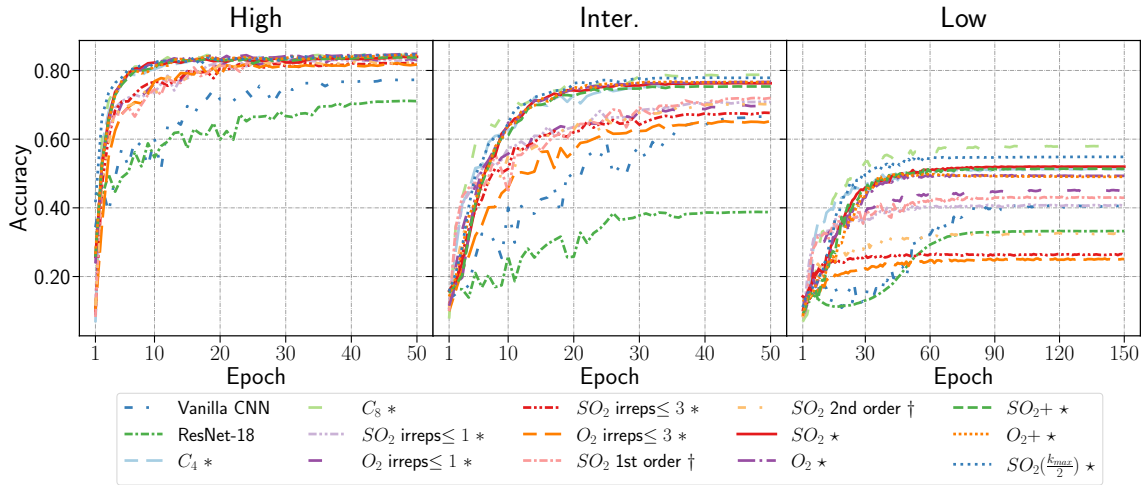 High Inter. Low
Accuracy
0.80
0.60
0.40
0.20
1 10 20 30 40 50 1 10 20 30 40 50 1 30 60 90 120 150
Epoch Epoch Epoch
Vanilla CNN C₈ * SO₂ irreps≤ 3 * SO₂ 2nd order † SO₂+ ⋆
ResNet-18 SO₂ irreps≤ 1 * O₂ irreps≤ 3 * SO₂ ⋆ O₂+ ⋆
C₄ * O₂ irreps≤ 1 * SO₂ 1st order † O₂ ⋆ SO₂(k_max/2) ⋆